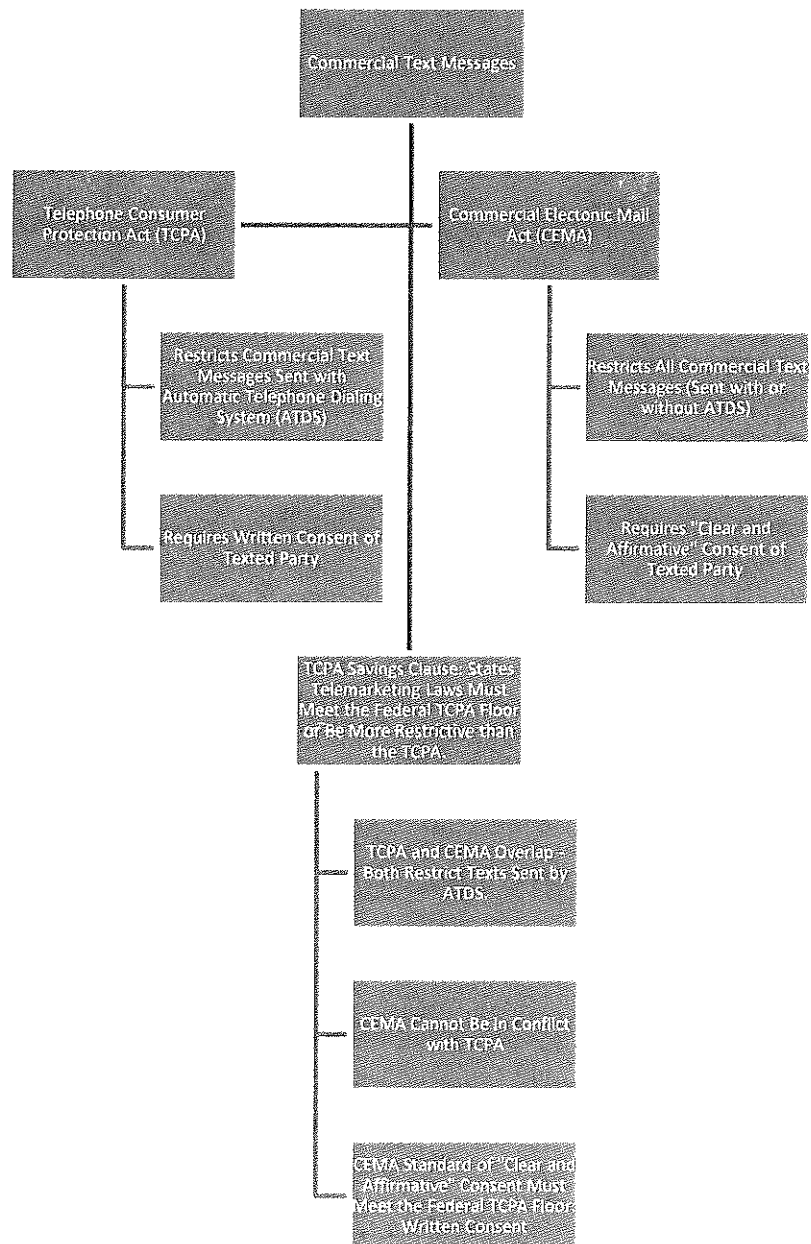 Commercial Text Messages
Telephone Consumer
Protection Act (TCPA)
Commercial Electonic Mail
Act (CEMA)
Restricts Commercial Text
Messages Sent with
Automatic Telephone Dialing
System (ATDS)
Restricts All Commercial Text
Messages (Sent with or
without ATDS)
Requires Written Consent of
Texted Party
Requires "Clear and
Affirmative" Consent of
Texted Party
TCPA Savings Clause: States
Telemarketing Laws Must
Meet the Federal TCPA Floor
or Be More Restrictive than
the TCPA.
TCPA and CEMA Overlap -
Both Restrict Texts Sent by
ATDS.
CEMA Cannot Be in Conflict
with TCPA
CEMA Standard of "Clear and
Affirmative" Consent Must
Meet the Federal TCPA Floor-
Written Consent